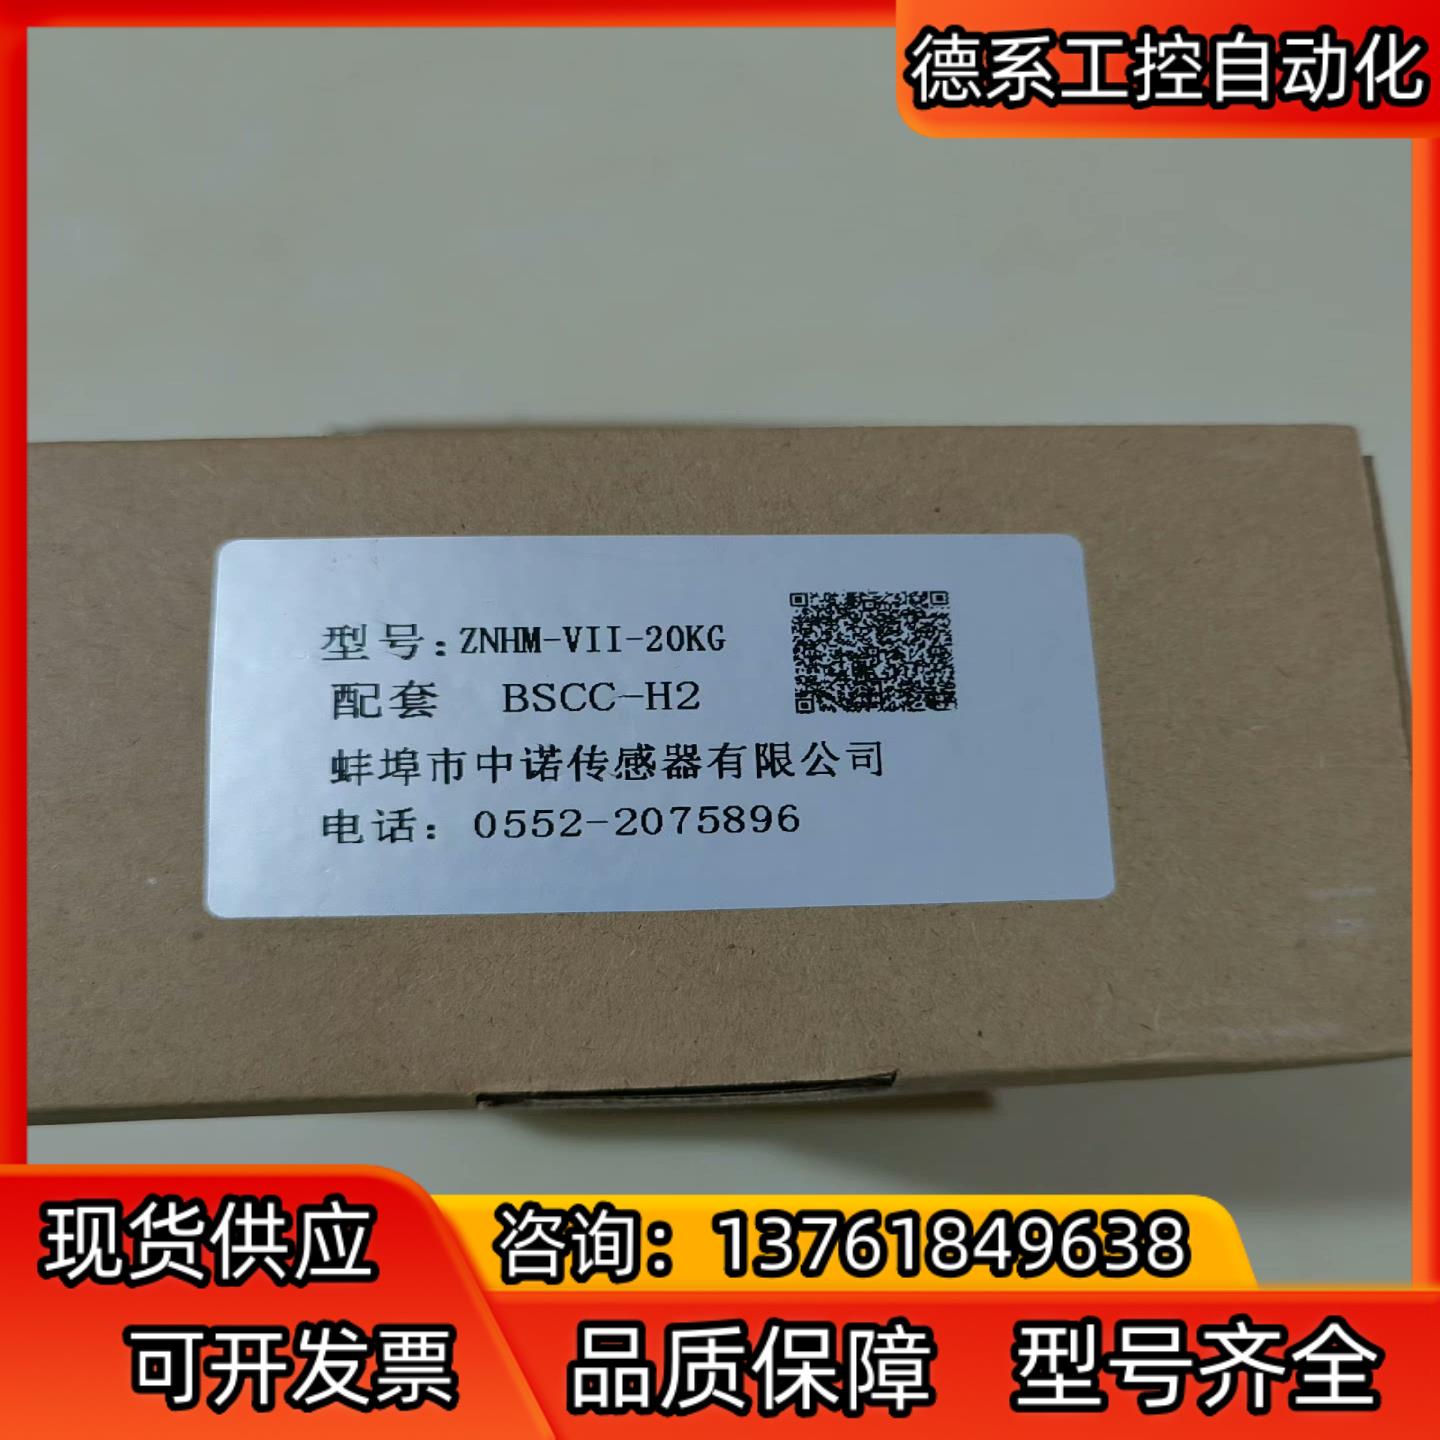 德系工控自动化
型号：ZNHM-VII-20KG
配套 BSCC-H2
蚌埠市中诺传感器有限公司
电话：0552-2075896
现货供应
咨询：13761849638
可开发票 品质保障 型号齐全